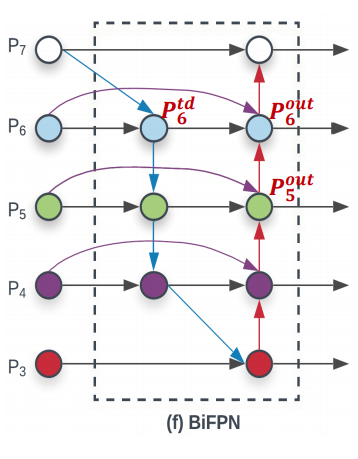 P₇
P₆
P₆ᵗᵈ
P₆ᵒᵘᵗ
P₅
P₅ᵒᵘᵗ
P₄
P₃
(f) BiFPN